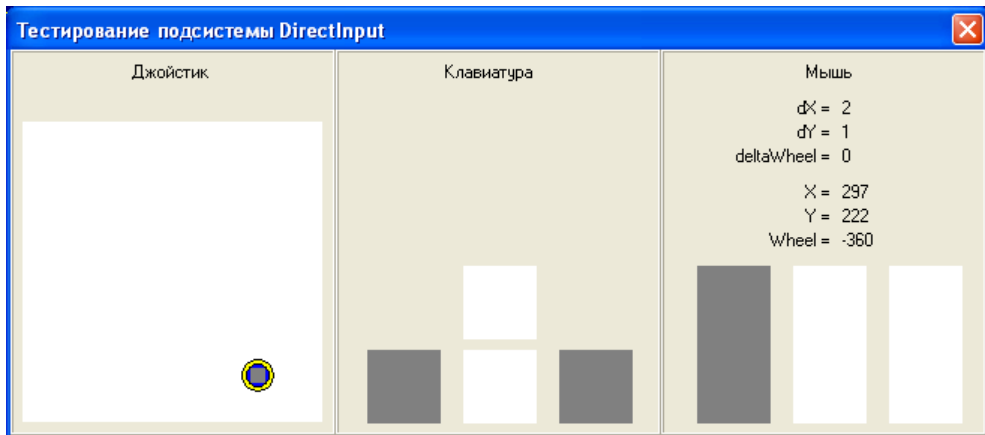 Тестирование подсистемы DirectInput
Джойстик
Клавиатура
Мышь
dX = 2
dY = 1
deltaWheel = 0
X = 297
Y = 222
Wheel = -360